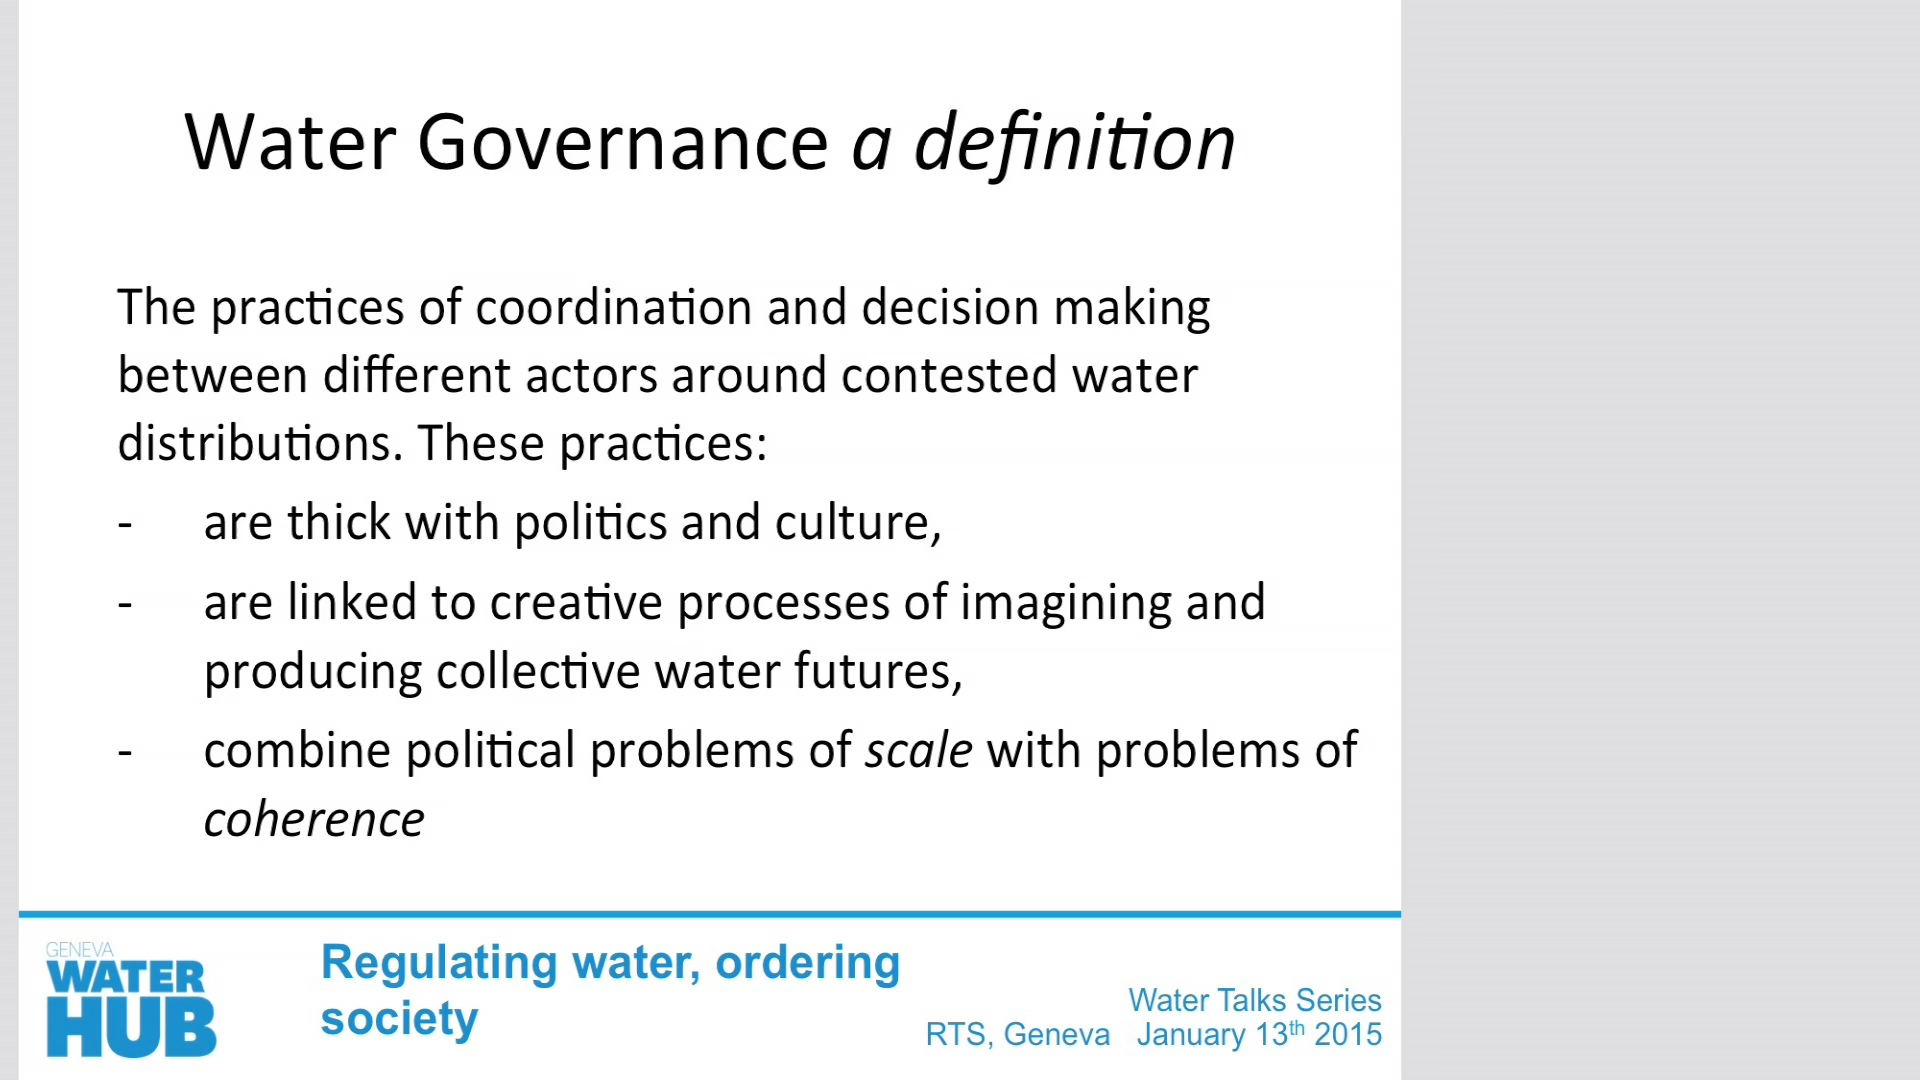 Water Governance a definition
The practices of coordination and decision making
between different actors around contested water
distributions. These practices:
- are thick with politics and culture,
- are linked to creative processes of imagining and
producing collective water futures,
- combine political problems of scale with problems of
coherence
GENEVA
WATER
HUB
Regulating water, ordering
society
Water Talks Series
RTS, Geneva January 13th 2015